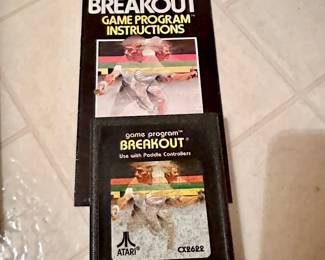 BREAKOUT
GAME PROGRAM™
INSTRUCTIONS
game program™
BREAKOUT®
Use with Paddle Controllers
ATARI®
CX2622